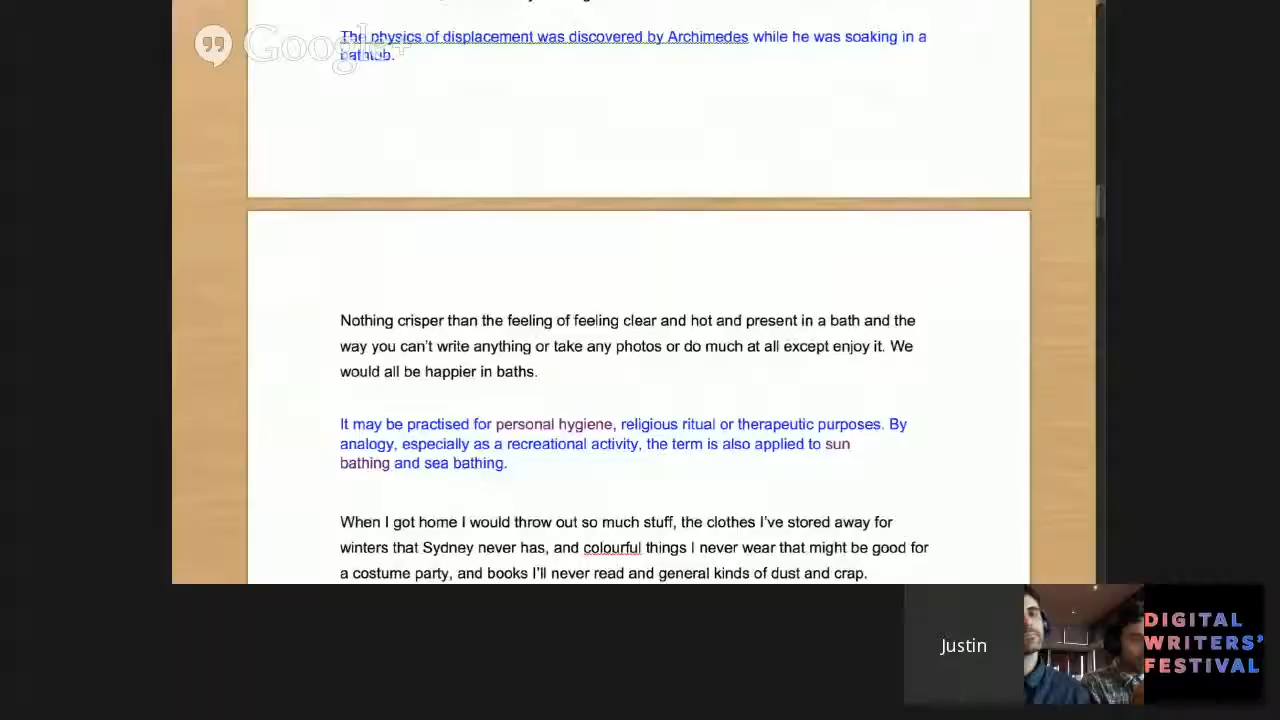 The physics of displacement was discovered by Archimedes while he was soaking in a
bathtub.
Google+
Nothing crisper than the feeling of feeling clear and hot and present in a bath and the
way you can't write anything or take any photos or do much at all except enjoy it. We
would all be happier in baths.
It may be practised for personal hygiene, religious ritual or therapeutic purposes. By
analogy, especially as a recreational activity, the term is also applied to sun
bathing and sea bathing.
When I got home I would throw out so much stuff, the clothes I've stored away for
winters that Sydney never has, and colourful things I never wear that might be good for
a costume party, and books I'll never read and general kinds of dust and crap.
Justin
DIGITAL
WRITERS'
FESTIVAL